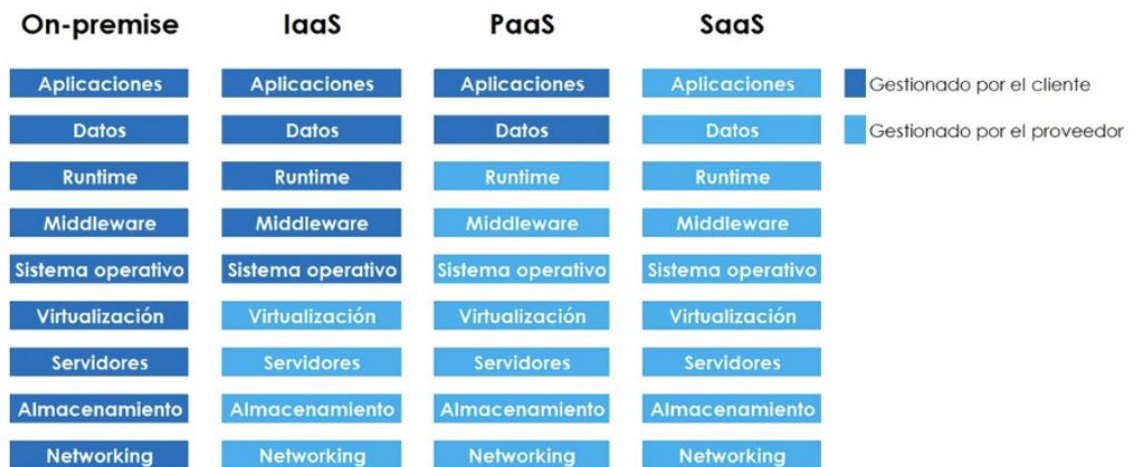 On-premise IaaS PaaS SaaS
Aplicaciones Aplicaciones Aplicaciones Aplicaciones Gestionado por el cliente
Datos Datos Datos Datos Gestionado por el proveedor
Runtime Runtime Runtime Runtime
Middleware Middleware Middleware Middleware
Sistema operativo Sistema operativo Sistema operativo Sistema operativo
Virtualización Virtualización Virtualización Virtualización
Servidores Servidores Servidores Servidores
Almacenamiento Almacenamiento Almacenamiento Almacenamiento
Networking Networking Networking Networking